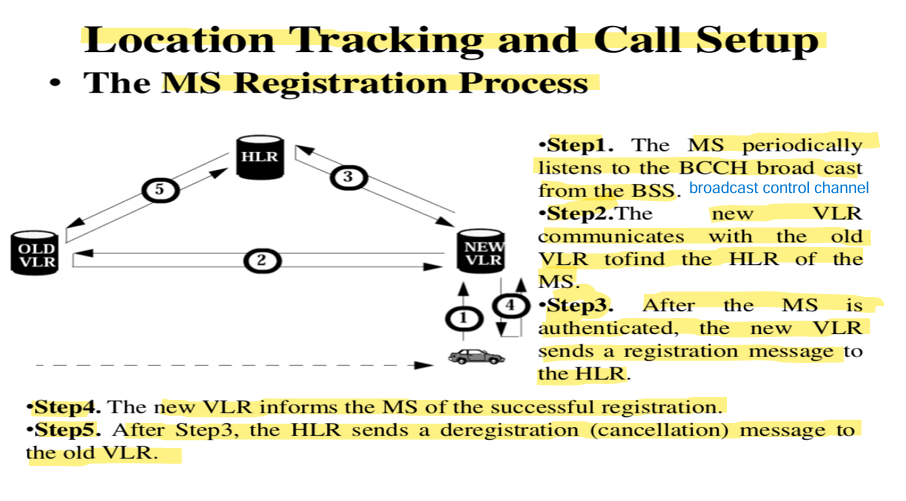 Location Tracking and Call Setup
• The MS Registration Process
HLR
5
3
OLD
VLR
NEW
VLR
2
1
4
•Step1. The MS periodically
listens to the BCCH broad cast
from the BSS. broadcast control channel
•Step2.The new VLR
communicates with the old
VLR tofind the HLR of the
MS.
•Step3. After the MS is
authenticated, the new VLR
sends a registration message to
the HLR.
•Step4. The new VLR informs the MS of the successful registration.
•Step5. After Step3, the HLR sends a deregistration (cancellation) message to
the old VLR.